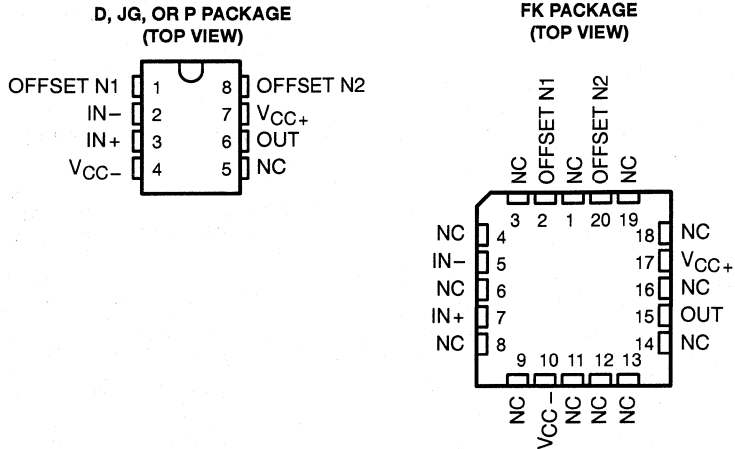 D, JG, OR P PACKAGE
(TOP VIEW)
OFFSET N1 1 8 OFFSET N2
IN− 2 7 VCC+
IN+ 3 6 OUT
VCC− 4 5 NC
FK PACKAGE
(TOP VIEW)
NC
OFFSET N1
NC
OFFSET N2
NC
3 2 1 20 19
NC 4 18 NC
IN− 5 17 VCC+
NC 6 16 NC
IN+ 7 15 OUT
NC 8 14 NC
9 10 11 12 13
NC
VCC−
NC
NC
NC